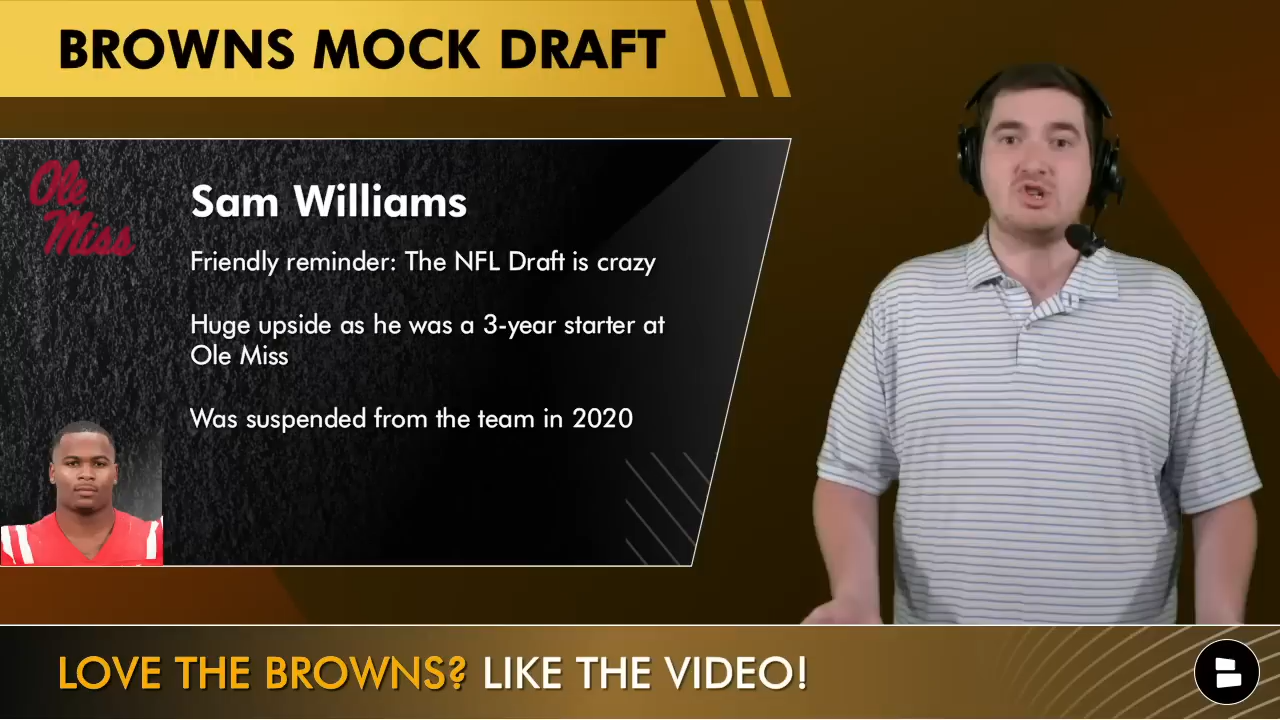 BROWNS MOCK DRAFT
Ole
Miss
Sam Williams
Friendly reminder: The NFL Draft is crazy
Huge upside as he was a 3-year starter at
Ole Miss
Was suspended from the team in 2020
LOVE THE BROWNS? LIKE THE VIDEO!